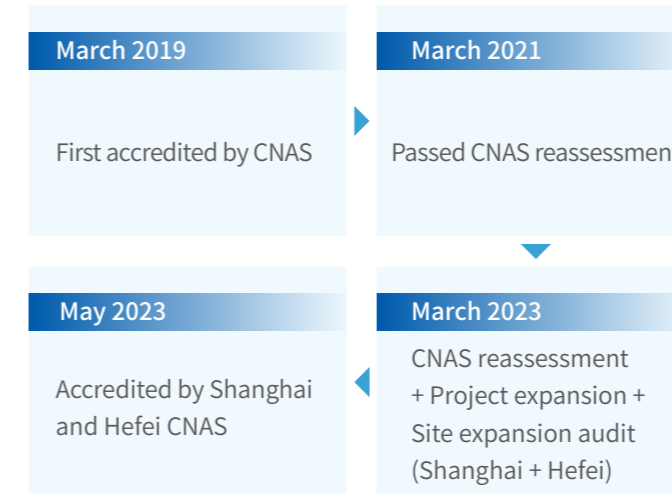 March 2019
First accredited by CNAS
March 2021
Passed CNAS reassessmen
March 2023
CNAS reassessment
+ Project expansion +
Site expansion audit
(Shanghai + Hefei)
May 2023
Accredited by Shanghai
and Hefei CNAS